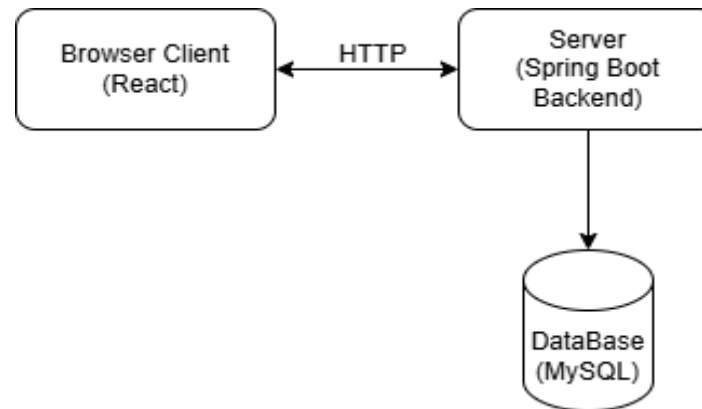 Browser Client
(React)
HTTP
Server
(Spring Boot
Backend)
DataBase
(MySQL)